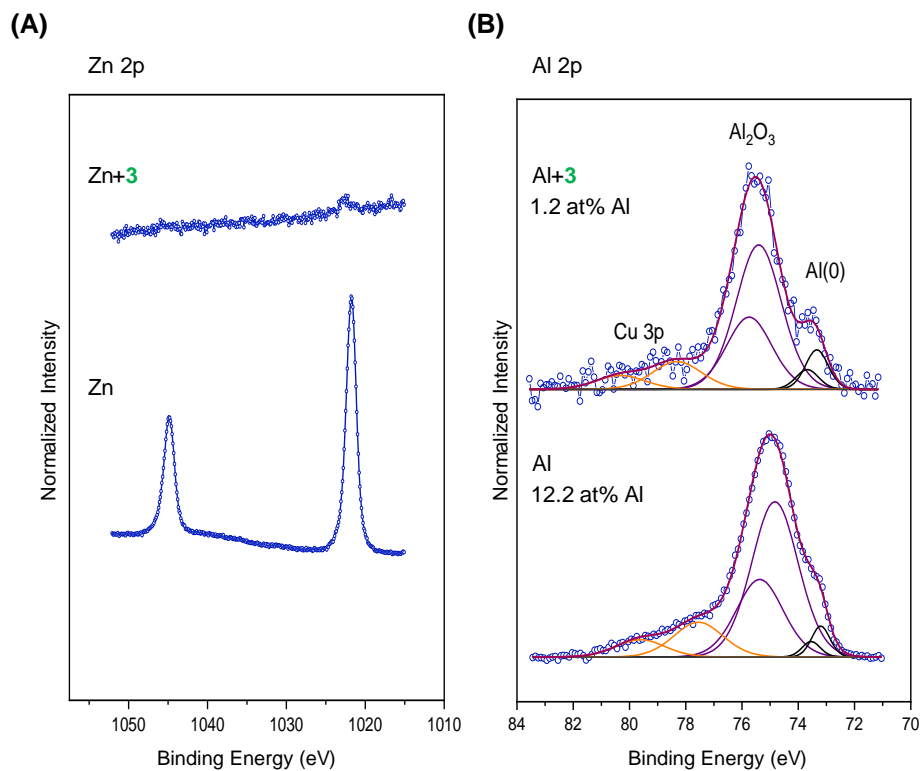 (A)
Zn 2p
Zn+3
Zn
Normalized Intensity
1050 1040 1030 1020 1010
Binding Energy (eV)
(B)
Al 2p
Al₂O₃
Al+3
1.2 at% Al
Al(0)
Cu 3p
Al
12.2 at% Al
Normalized Intensity
84 82 80 78 76 74 72 70
Binding Energy (eV)